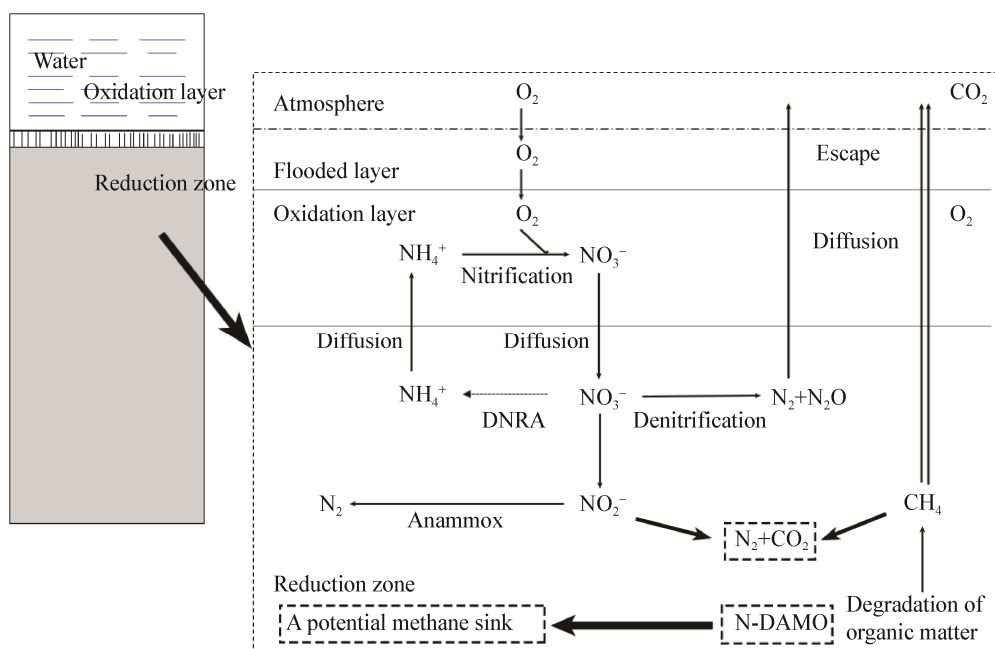 Water
Oxidation layer
Reduction zone
Atmosphere
O₂
CO₂
O₂
Flooded layer
Escape
Oxidation layer
O₂
O₂
NH₄⁺
NO₃⁻
Nitrification
Diffusion
Diffusion
Diffusion
NH₄⁺
NO₃⁻
N₂+N₂O
DNRA
Denitrification
N₂
NO₂⁻
CH₄
Anammox
N₂+CO₂
Reduction zone
A potential methane sink
N-DAMO
Degradation of
organic matter